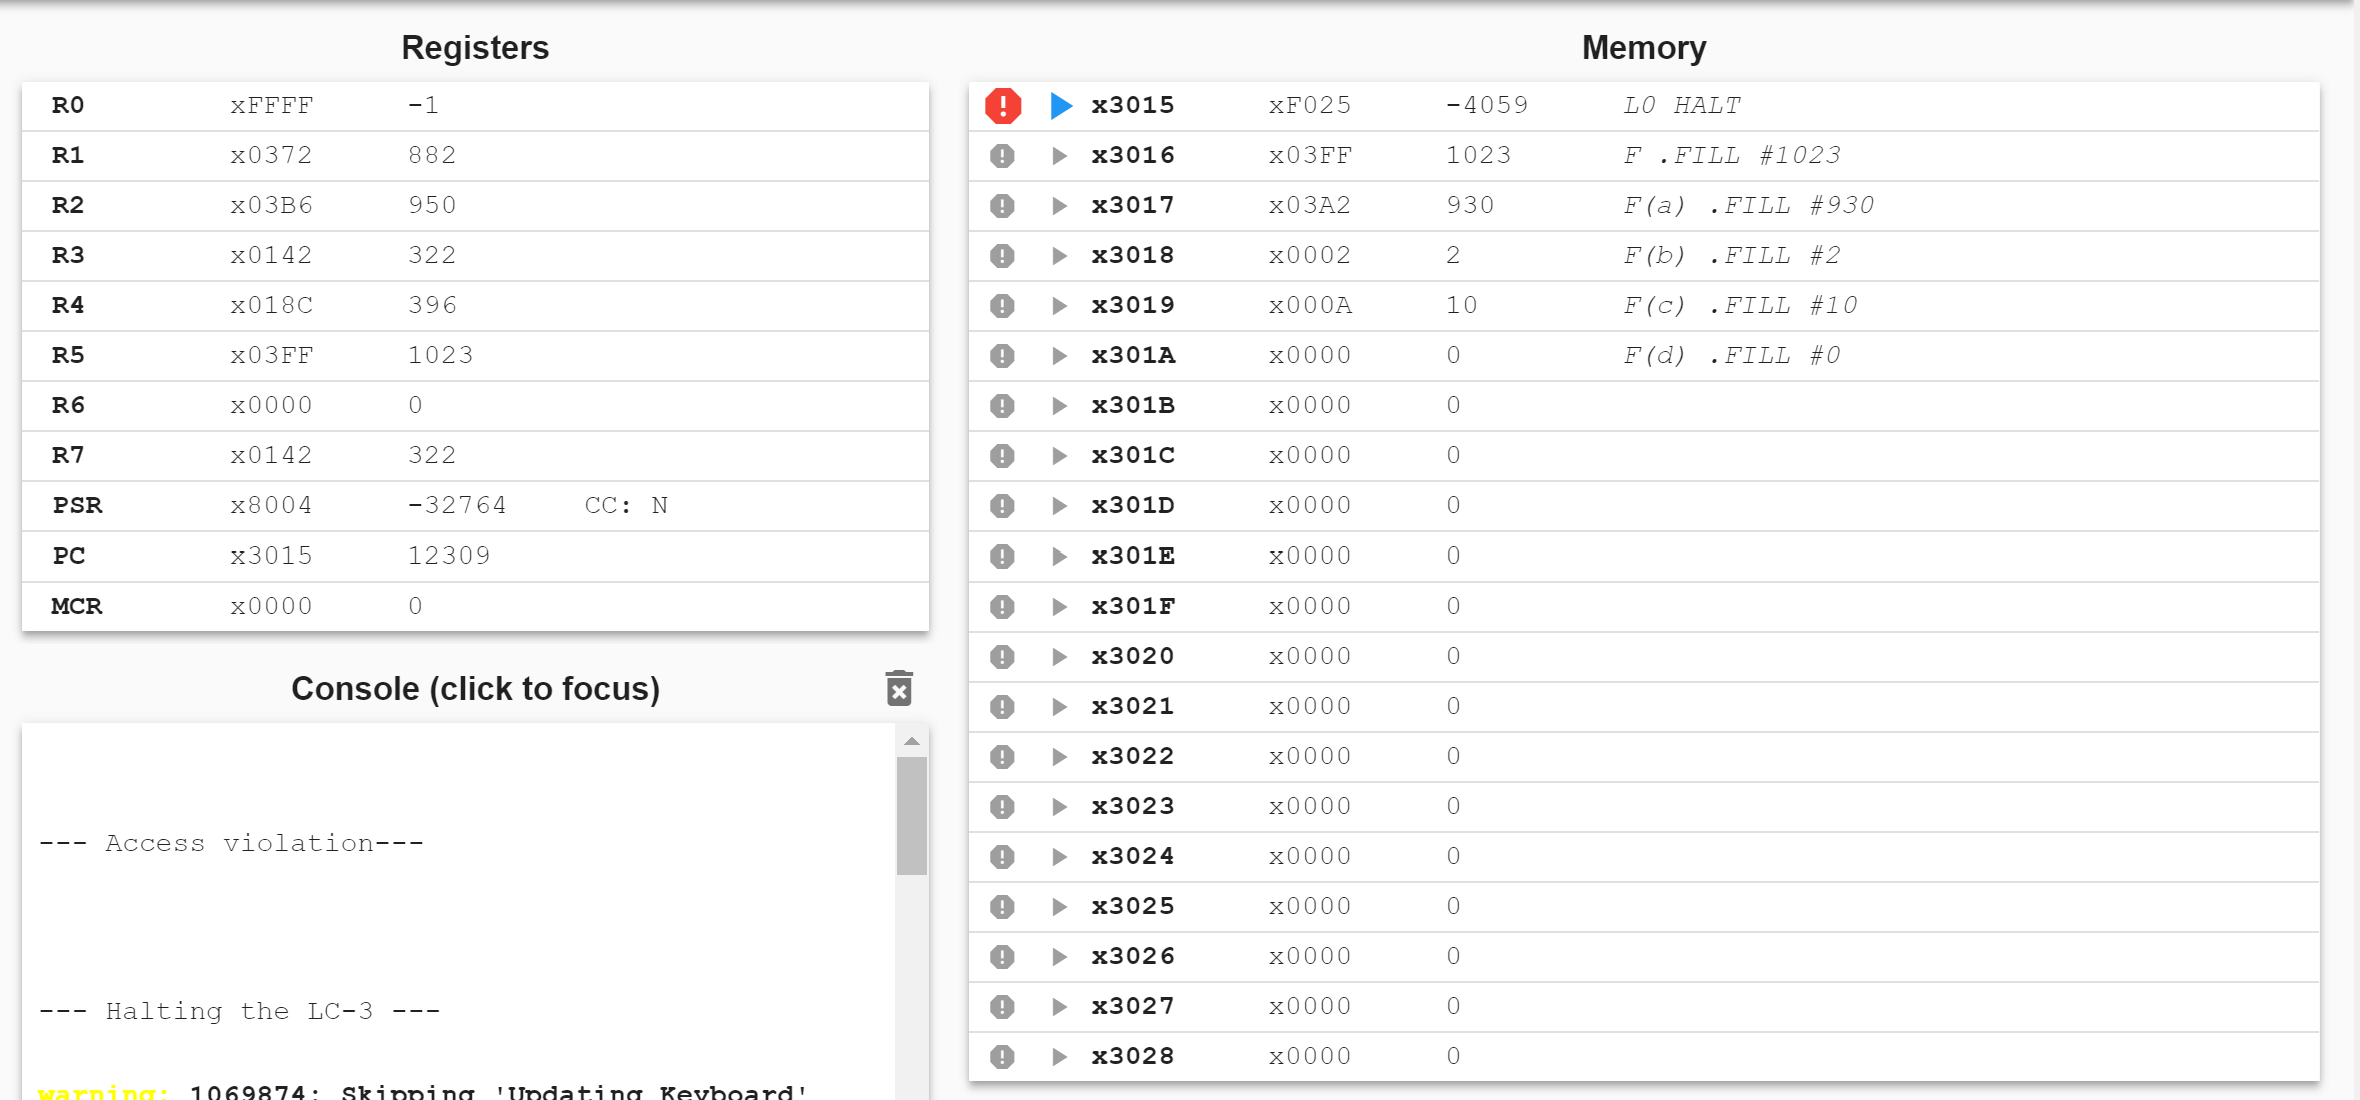 Registers
R0 xFFFF -1
R1 x0372 882
R2 x03B6 950
R3 x0142 322
R4 x018C 396
R5 x03FF 1023
R6 x0000 0
R7 x0142 322
PSR x8004 -32764 CC: N
PC x3015 12309
MCR x0000 0
Console (click to focus)
--- Access violation---
--- Halting the LC-3 ---
warning: 1069874: Skipping 'Updating Keyboard'
Memory
x3015 xF025 -4059 L0 HALT
x3016 x03FF 1023 F .FILL #1023
x3017 x03A2 930 F(a) .FILL #930
x3018 x0002 2 F(b) .FILL #2
x3019 x000A 10 F(c) .FILL #10
x301A x0000 0 F(d) .FILL #0
x301B x0000 0
x301C x0000 0
x301D x0000 0
x301E x0000 0
x301F x0000 0
x3020 x0000 0
x3021 x0000 0
x3022 x0000 0
x3023 x0000 0
x3024 x0000 0
x3025 x0000 0
x3026 x0000 0
x3027 x0000 0
x3028 x0000 0